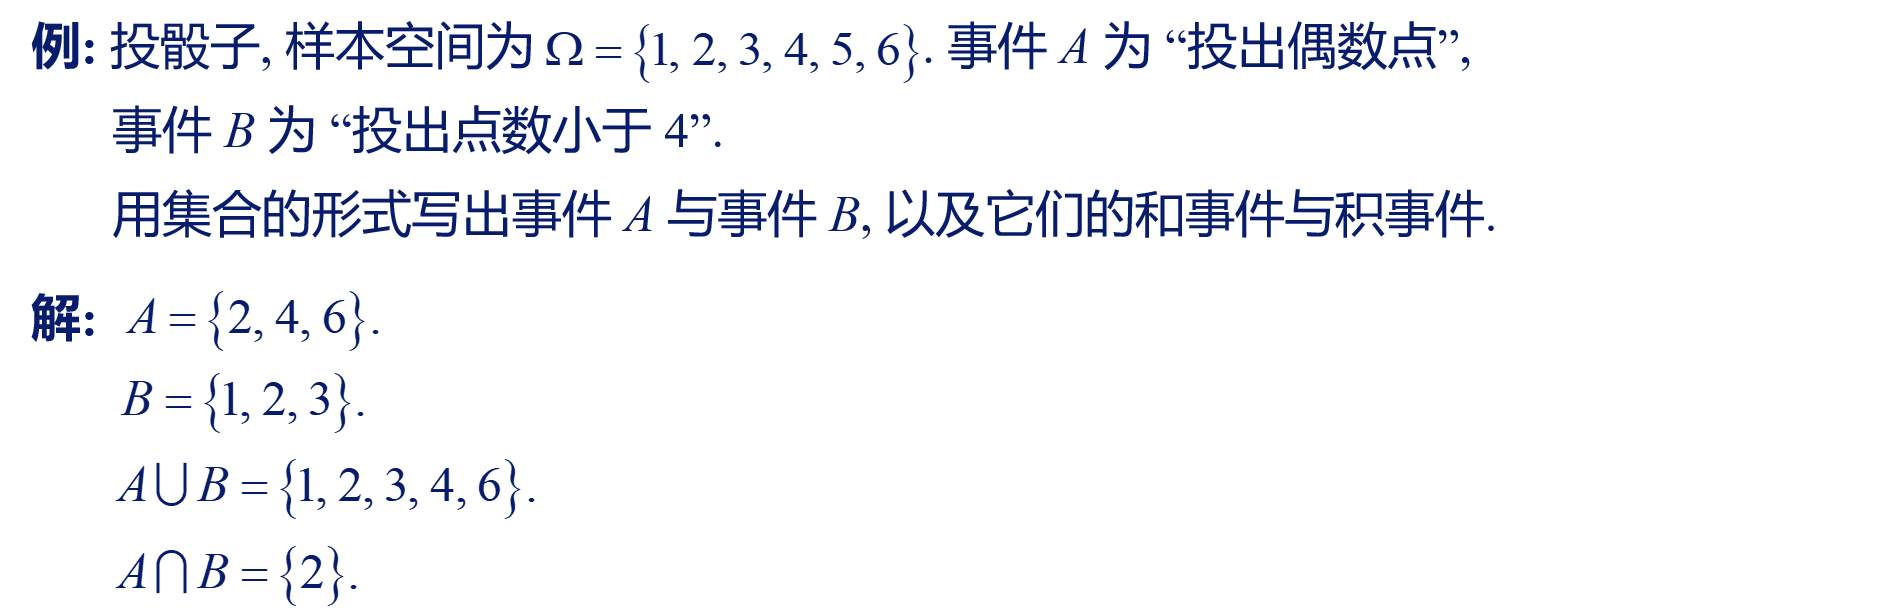 例: 投骰子, 样本空间为 Ω = {1, 2, 3, 4, 5, 6}. 事件 A 为 “投出偶数点”,
事件 B 为 “投出点数小于 4”.
用集合的形式写出事件 A 与事件 B, 以及它们的和事件与积事件.
解: A = {2, 4, 6}.
B = {1, 2, 3}.
A⋃B = {1, 2, 3, 4, 6}.
A⋂B = {2}.